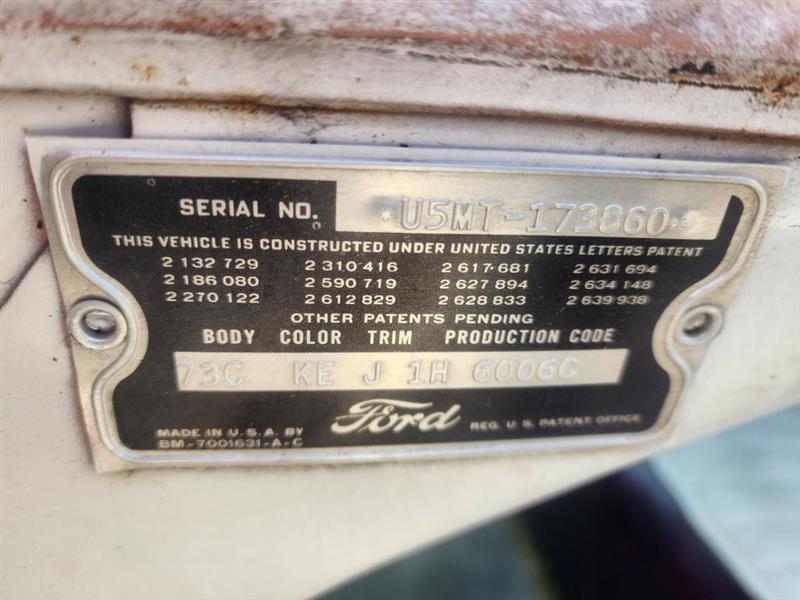 SERIAL NO. *U5MT-173860*
THIS VEHICLE IS CONSTRUCTED UNDER UNITED STATES LETTERS PATENT
2 132 729 2 310 416 2 617 681 2 631 694
2 186 080 2 590 719 2 627 894 2 634 148
2 270 122 2 612 829 2 628 833 2 639 938
OTHER PATENTS PENDING
BODY COLOR TRIM PRODUCTION CODE
73C KE J 1H 6006C
MADE IN U.S.A. BY Ford REG. U.S. PATENT OFFICE
BM-7001631-A-C